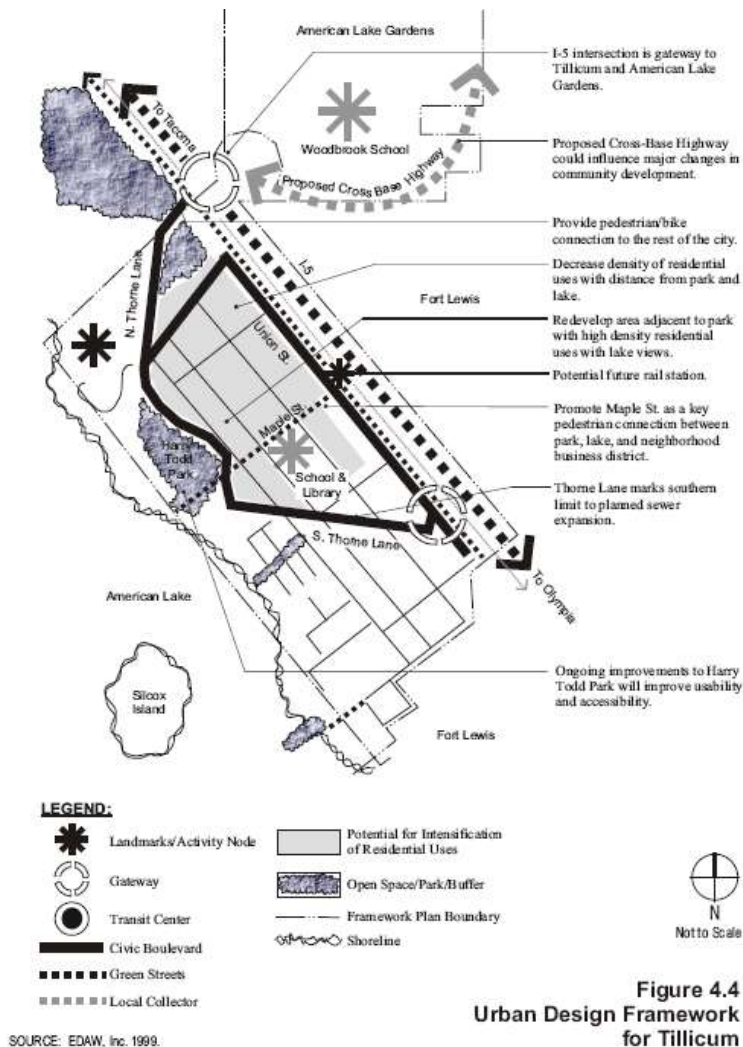 American Lake Gardens
I-5 intersection is gateway to
Tillicum and American Lake
Gardens.
To Tacoma
Woodbrook School
Proposed Cross Base Highway
Proposed Cross-Base Highway
could influence major changes in
community development.
Provide pedestrian/bike
connection to the rest of the city.
I-5
N. Thorne Lane
Decrease density of residential
uses with distance from park and
lake.
Fort Lewis
Union St.
Redevelop area adjacent to park
with high density residential
uses with lake views.
Potential future rail station.
Maple St.
Promote Maple St. as a key
pedestrian connection between
park, lake, and neighborhood
business district.
Harry
Todd
Park
School &
Library
Thorne Lane marks southern
limit to planned sewer
expansion.
S. Thorne Lane
To Olympia
American Lake
Silcox
Island
Ongoing improvements to Harry
Todd Park will improve usability
and accessibility.
Fort Lewis
LEGEND:
Landmarks/Activity Node
Gateway
Transit Center
Civic Boulevard
Green Streets
Local Collector
Potential for Intensification
of Residential Uses
Open Space/Park/Buffer
Framework Plan Boundary
Shoreline
N
Not to Scale
Figure 4.4
Urban Design Framework
for Tillicum
SOURCE: EDAW, Inc. 1999.